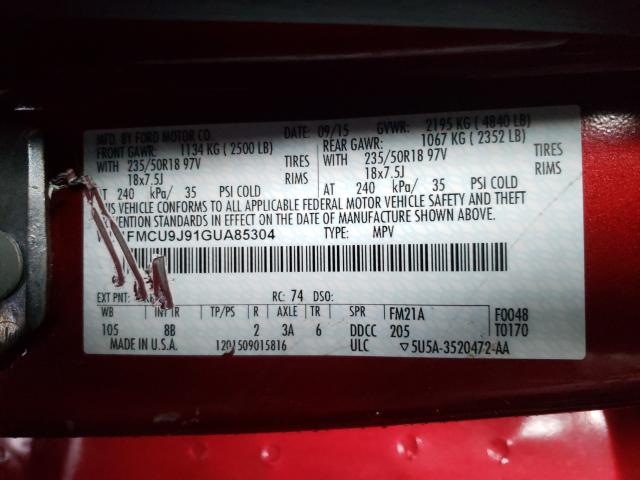 MFD. BY FORD MOTOR CO. DATE: 09/15 GVWR: 2195 KG ( 4840 LB)
FRONT GAWR: 1134 KG ( 2500 LB) REAR GAWR: 1067 KG ( 2352 LB)
WITH 235/50R18 97V TIRES WITH 235/50R18 97V TIRES
18x7.5J RIMS 18x7.5J RIMS
AT 240 kPa/ 35 PSI COLD AT 240 kPa/ 35 PSI COLD
THIS VEHICLE CONFORMS TO ALL APPLICABLE FEDERAL MOTOR VEHICLE SAFETY AND THEFT
PREVENTION STANDARDS IN EFFECT ON THE DATE OF MANUFACTURE SHOWN ABOVE.
FMCU9J91GUA85304 TYPE: MPV
EXT PNT: RC: 74 DSO:
WB INT TR TP/PS R AXLE TR SPR FM21A F0048
105 8B 2 3A 6 DDCC 205 T0170
MADE IN U.S.A. 1201509015816 ULC ▽5U5A-3520472-AA